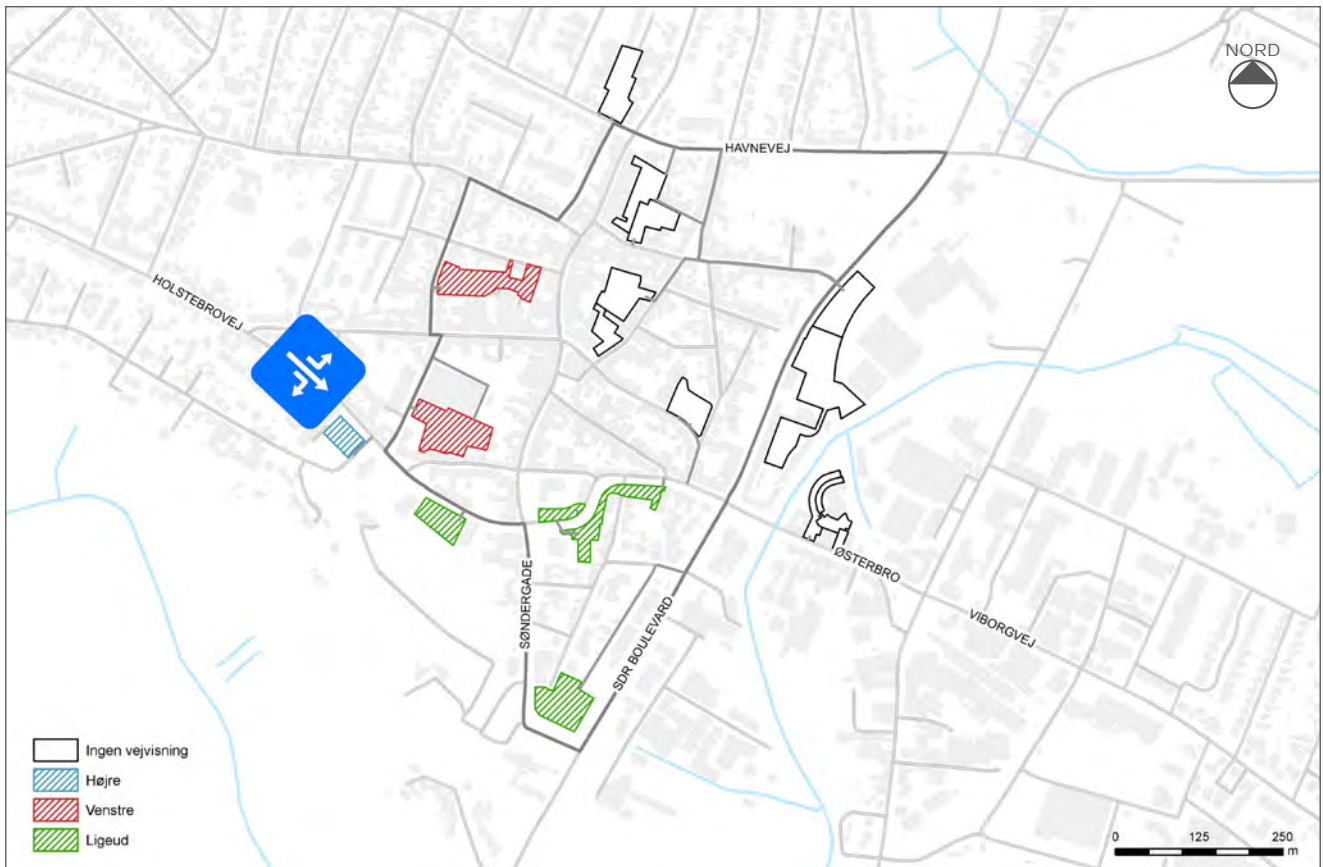 NORD
HAVNEVEJ
HOLSTEBROVEJ
ØSTERBRO
VIBORGVEJ
SØNDERGADE
SDR BOULEVARD
Ingen vejvisning
Højre
Venstre
Ligeud
0 125 250
m